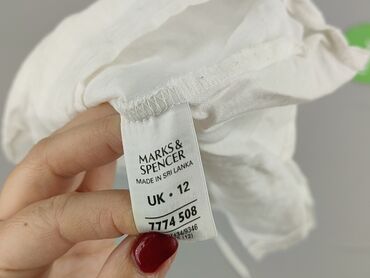 MARKS &
SPENCER
MADE IN SRI LANKA
UK • 12
7774 508